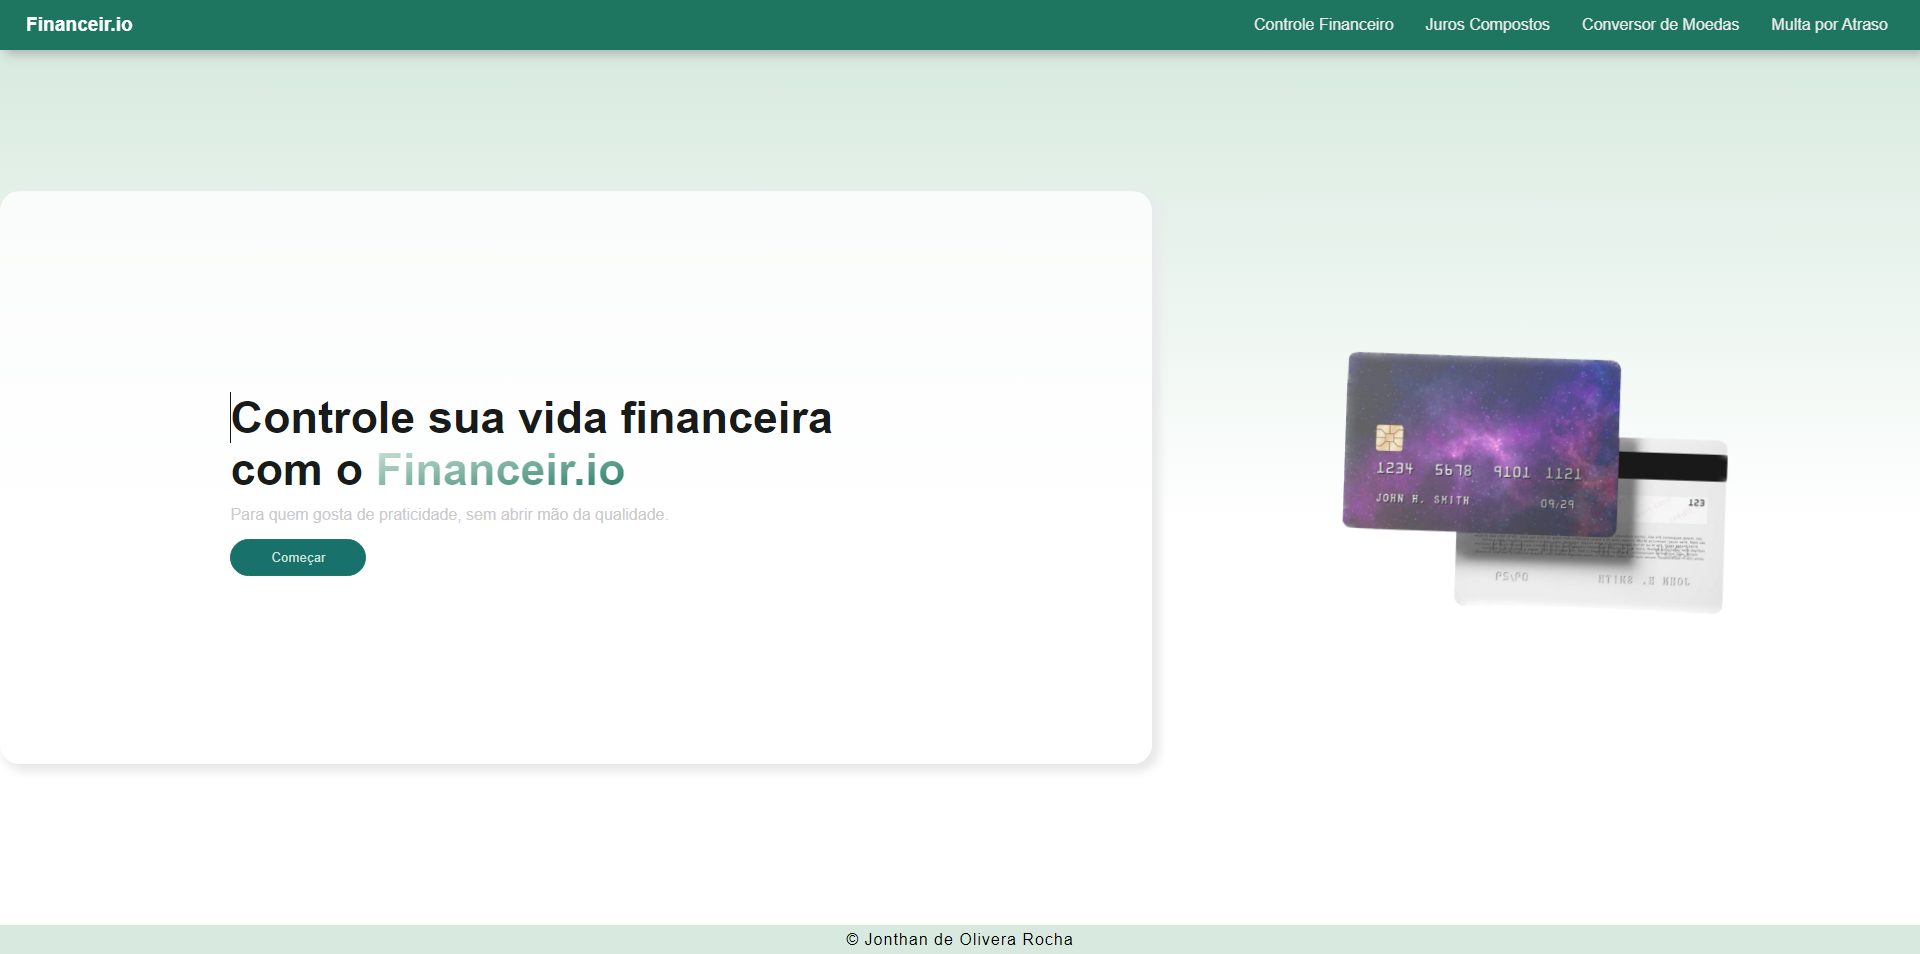 Financeir.io
Controle Financeiro
Juros Compostos
Conversor de Moedas
Multa por Atraso
Controle sua vida financeira
com o Financeir.io
Para quem gosta de praticidade, sem abrir mão da qualidade.
Começar
1234 5678 9101 1121
JOHN H. SMITH 09/29
123
© Jonthan de Olivera Rocha